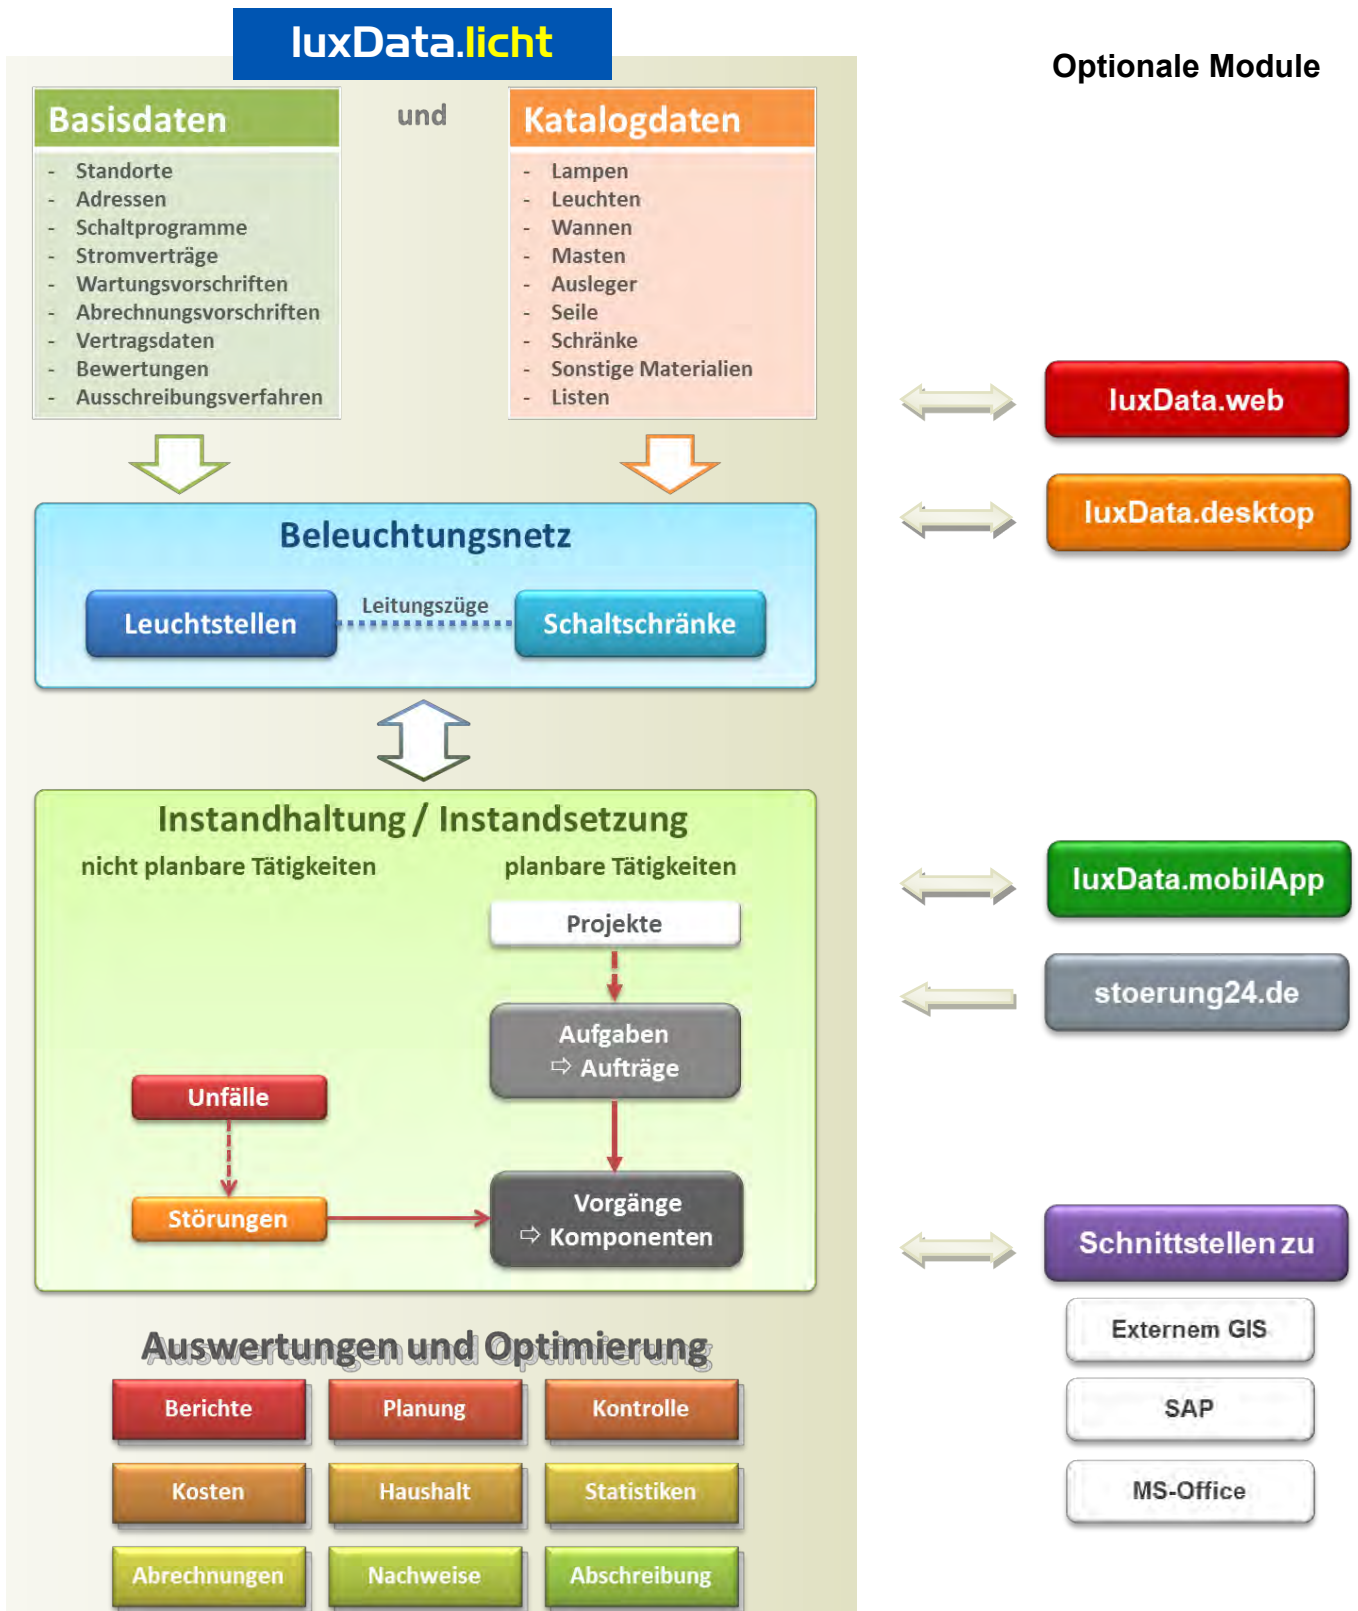 luxData.licht
Optionale Module
Basisdaten
und
Katalogdaten
- Standorte
- Adressen
- Schaltprogramme
- Stromverträge
- Wartungsvorschriften
- Abrechnungsvorschriften
- Vertragsdaten
- Bewertungen
- Ausschreibungsverfahren
- Lampen
- Leuchten
- Wannen
- Masten
- Ausleger
- Seile
- Schränke
- Sonstige Materialien
- Listen
luxData.web
luxData.desktop
Beleuchtungsnetz
Leuchtstellen
Leitungszüge
Schaltschränke
Instandhaltung / Instandsetzung
nicht planbare Tätigkeiten
planbare Tätigkeiten
Projekte
Aufgaben
⇨ Aufträge
Unfälle
Störungen
Vorgänge
⇨ Komponenten
luxData.mobilApp
stoerung24.de
Schnittstellen zu
Externem GIS
SAP
MS-Office
Auswertungen und Optimierung
Berichte
Planung
Kontrolle
Kosten
Haushalt
Statistiken
Abrechnungen
Nachweise
Abschreibung